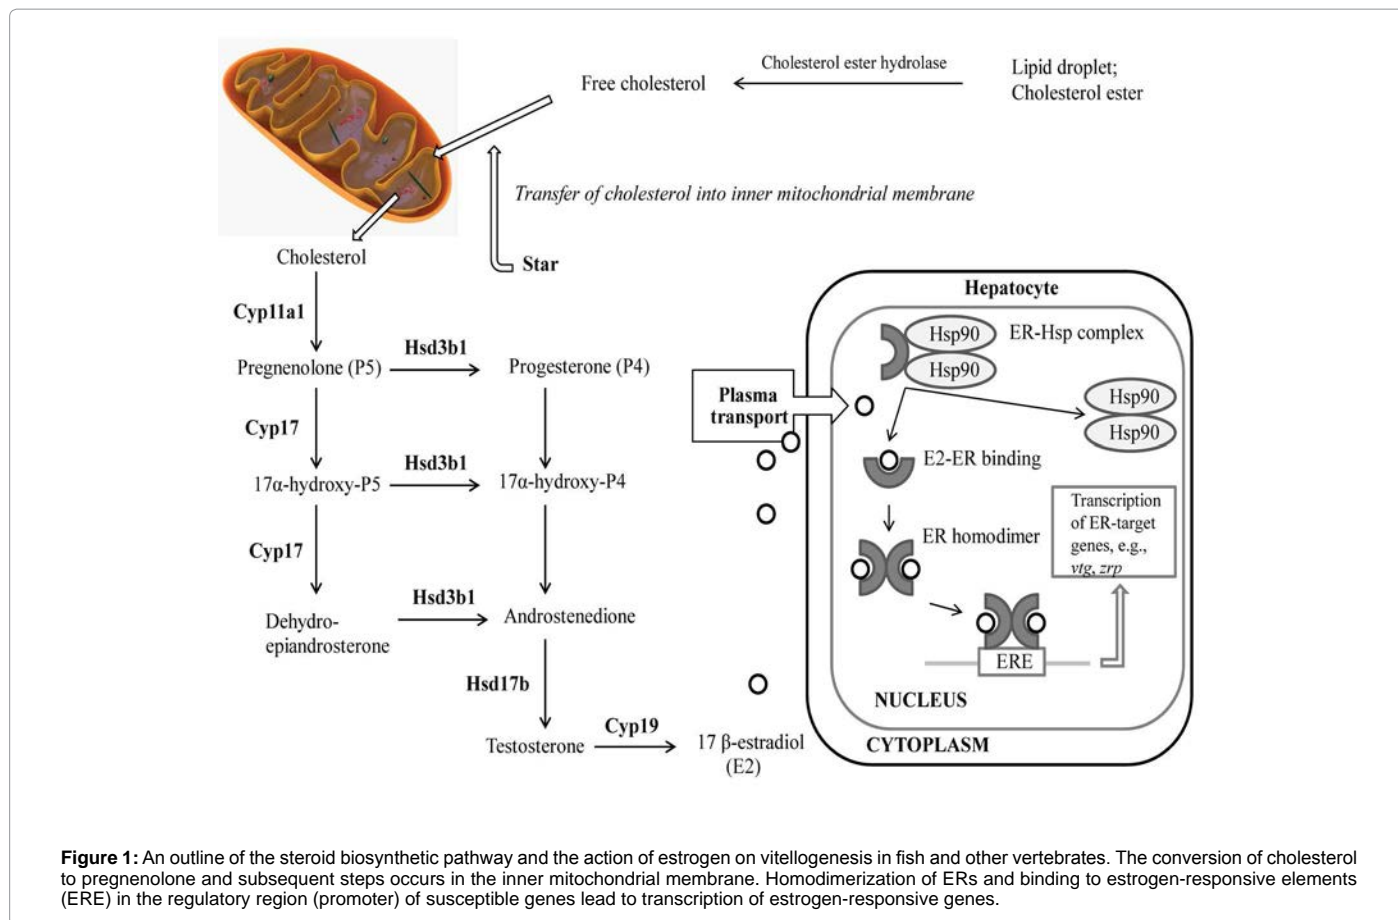 Cholesterol ester hydrolase
Free cholesterol
Lipid droplet;
Cholesterol ester
Transfer of cholesterol into inner mitochondrial membrane
Star
Cholesterol
Cyp11a1
Pregnenolone (P5)
Hsd3b1
Progesterone (P4)
Cyp17
17α-hydroxy-P5
Hsd3b1
17α-hydroxy-P4
Cyp17
Dehydro-
epiandrosterone
Hsd3b1
Androstenedione
Hsd17b
Testosterone
Cyp19
17 β-estradiol
(E2)
Plasma
transport
Hepatocyte
Hsp90
Hsp90
ER-Hsp complex
Hsp90
Hsp90
E2-ER binding
ER homodimer
Transcription
of ER-target
genes, e.g.,
vtg, zrp
ERE
NUCLEUS
CYTOPLASM
Figure 1: An outline of the steroid biosynthetic pathway and the action of estrogen on vitellogenesis in fish and other vertebrates. The conversion of cholesterol
to pregnenolone and subsequent steps occurs in the inner mitochondrial membrane. Homodimerization of ERs and binding to estrogen-responsive elements
(ERE) in the regulatory region (promoter) of susceptible genes lead to transcription of estrogen-responsive genes.